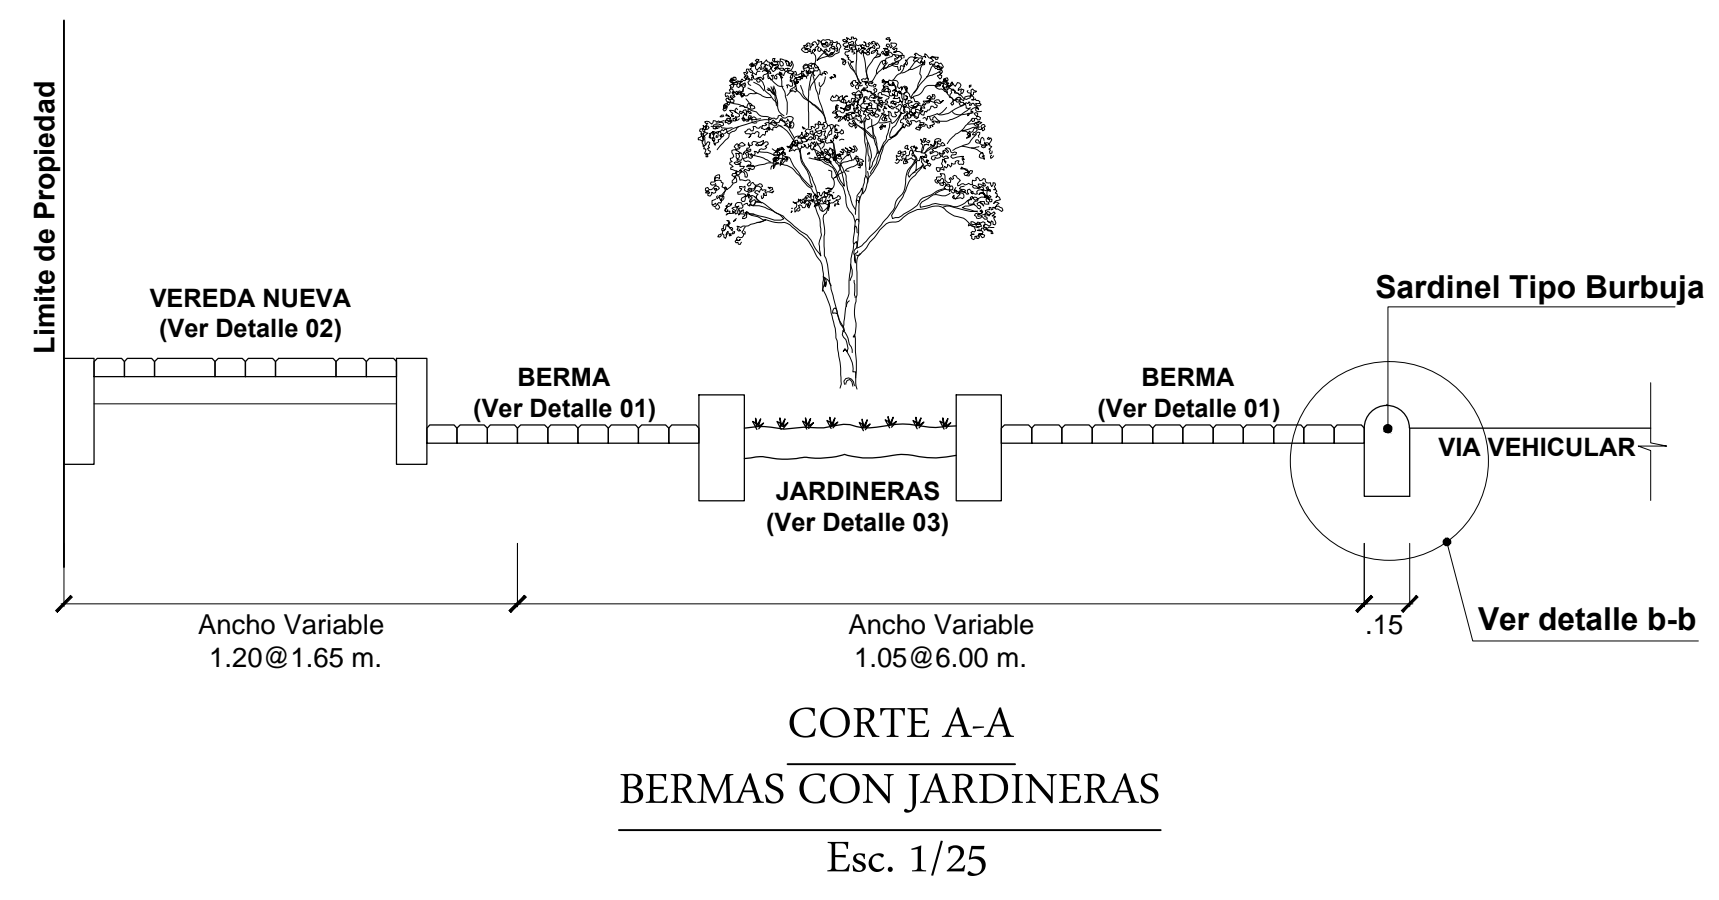 Limite de Propiedad
VEREDA NUEVA
(Ver Detalle 02)
BERMA
(Ver Detalle 01)
JARDINERAS
(Ver Detalle 03)
BERMA
(Ver Detalle 01)
Sardinel Tipo Burbuja
VIA VEHICULAR
Ver detalle b-b
Ancho Variable
1.20@1.65 m.
Ancho Variable
1.05@6.00 m.
.15
CORTE A-A
BERMAS CON JARDINERAS
Esc. 1/25